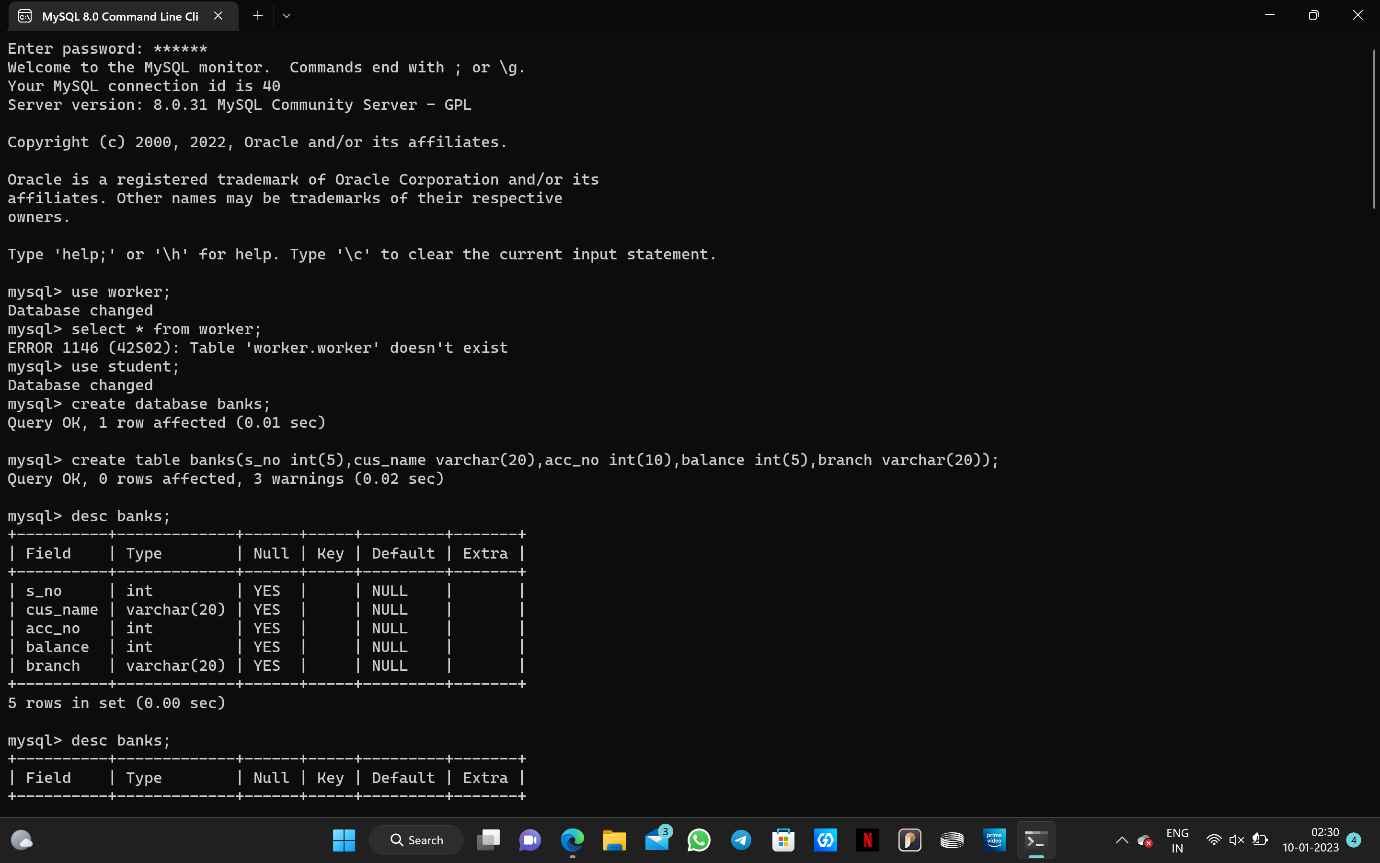 MySQL 8.0 Command Line Cli
Enter password: ******
Welcome to the MySQL monitor.  Commands end with ; or \g.
Your MySQL connection id is 40
Server version: 8.0.31 MySQL Community Server - GPL
Copyright (c) 2000, 2022, Oracle and/or its affiliates.
Oracle is a registered trademark of Oracle Corporation and/or its
affiliates. Other names may be trademarks of their respective
owners.
Type 'help;' or '\h' for help. Type '\c' to clear the current input statement.
mysql> use worker;
Database changed
mysql> select * from worker;
ERROR 1146 (42S02): Table 'worker.worker' doesn't exist
mysql> use student;
Database changed
mysql> create database banks;
Query OK, 1 row affected (0.01 sec)
mysql> create table banks(s_no int(5),cus_name varchar(20),acc_no int(10),balance int(5),branch varchar(20));
Query OK, 0 rows affected, 3 warnings (0.02 sec)
mysql> desc banks;
+----------+-------------+------+-----+---------+-------+
| Field    | Type        | Null | Key | Default | Extra |
+----------+-------------+------+-----+---------+-------+
| s_no     | int         | YES  |     | NULL    |       |
| cus_name | varchar(20) | YES  |     | NULL    |       |
| acc_no   | int         | YES  |     | NULL    |       |
| balance  | int         | YES  |     | NULL    |       |
| branch   | varchar(20) | YES  |     | NULL    |       |
+----------+-------------+------+-----+---------+-------+
5 rows in set (0.00 sec)
mysql> desc banks;
+----------+-------------+------+-----+---------+-------+
| Field    | Type        | Null | Key | Default | Extra |
+----------+-------------+------+-----+---------+-------+
Search
3
N
prime video
ENG
IN
02:30
10-01-2023
4